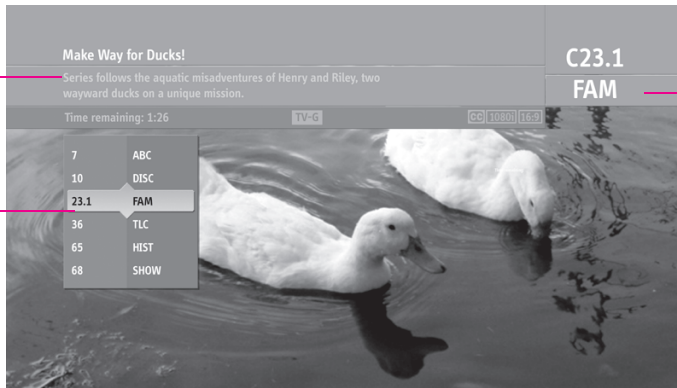 Make Way for Ducks!
Series follows the aquatic misadventures of Henry and Riley, two
wayward ducks on a unique mission.
Time remaining: 1:26
TV-G
CC 1080i 16:9
C23.1
FAM
7 ABC
10 DISC
23.1 FAM
36 TLC
65 HIST
68 SHOW